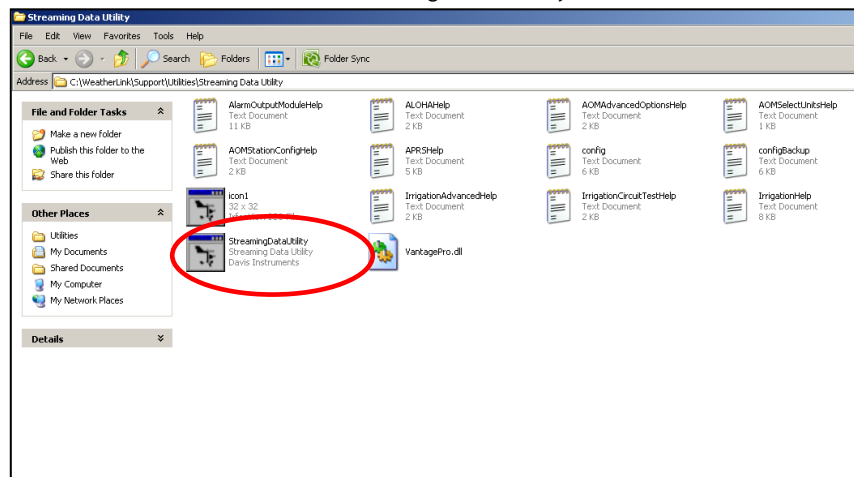 Streaming Data Utility
File Edit View Favorites Tools Help
Back Search Folders Folder Sync
Address C:\WeatherLink\Support\Utilities\Streaming Data Utility
File and Folder Tasks
Make a new folder
Publish this folder to the
Web
Share this folder
Other Places
Utilities
My Documents
Shared Documents
My Computer
My Network Places
Details
AlarmOutputModuleHelp
Text Document
11 KB
ALOHAHelp
Text Document
2 KB
AOMAdvancedOptionsHelp
Text Document
2 KB
AOMSelectUnitsHelp
Text Document
1 KB
AOMStationConfigHelp
Text Document
2 KB
APRSHelp
Text Document
5 KB
config
Text Document
6 KB
configBackup
Text Document
6 KB
icon1
32 x 32
IrrigationAdvancedHelp
Text Document
2 KB
IrrigationCircuitTestHelp
Text Document
2 KB
IrrigationHelp
Text Document
8 KB
StreamingDataUtility
Streaming Data Utility
Davis Instruments
VantagePro.dll